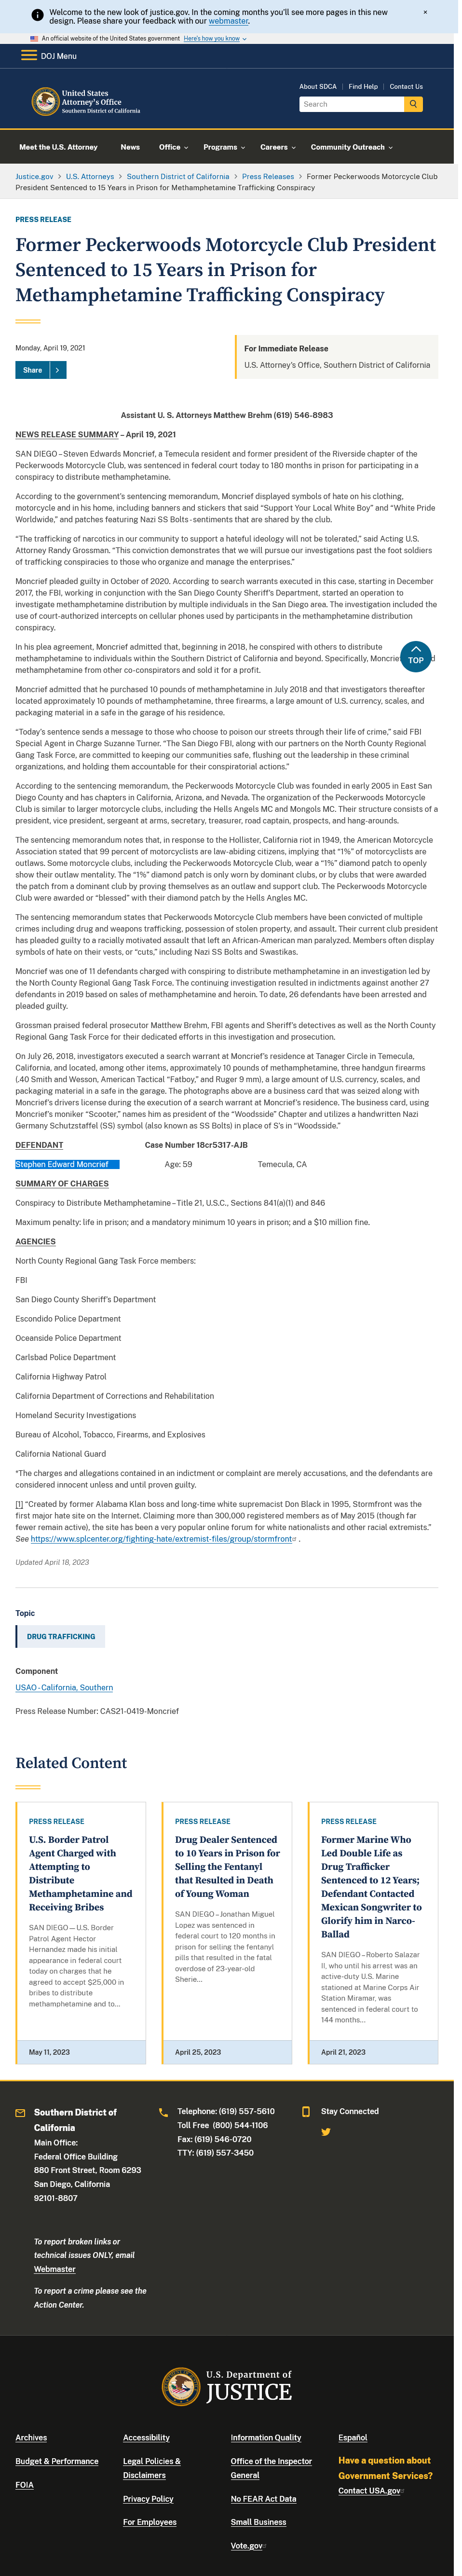 Welcome to the new look of justice.gov. In the coming months you'll see more pages in this new
design. Please share your feedback with our webmaster.
×
An official website of the United States government Here's how you know
DOJ Menu
United States
Attorney's Office
Southern District of California
About SDCA | Find Help | Contact Us
Search
Meet the U.S. Attorney News Office Programs Careers Community Outreach
Justice.gov > U.S. Attorneys > Southern District of California > Press Releases > Former Peckerwoods Motorcycle Club
President Sentenced to 15 Years in Prison for Methamphetamine Trafficking Conspiracy
PRESS RELEASE
Former Peckerwoods Motorcycle Club President
Sentenced to 15 Years in Prison for
Methamphetamine Trafficking Conspiracy
Monday, April 19, 2021
Share >
For Immediate Release
U.S. Attorney's Office, Southern District of California
Assistant U. S. Attorneys Matthew Brehm (619) 546-8983
NEWS RELEASE SUMMARY – April 19, 2021
SAN DIEGO – Steven Edwards Moncrief, a Temecula resident and former president of the Riverside chapter of the
Peckerwoods Motorcycle Club, was sentenced in federal court today to 180 months in prison for participating in a
conspiracy to distribute methamphetamine.
According to the government's sentencing memorandum, Moncrief displayed symbols of hate on his clothing,
motorcycle and in his home, including banners and stickers that said "Support Your Local White Boy" and "White Pride
Worldwide," and patches featuring Nazi SS Bolts - sentiments that are shared by the club.
"The trafficking of narcotics in our community to support a hateful ideology will not be tolerated," said Acting U.S.
Attorney Randy Grossman. "This conviction demonstrates that we will pursue our investigations past the foot soldiers
of trafficking conspiracies to those who organize and manage the enterprises."
Moncrief pleaded guilty in October of 2020. According to search warrants executed in this case, starting in December
2017, the FBI, working in conjunction with the San Diego County Sheriff's Department, started an operation to
investigate methamphetamine distribution by multiple individuals in the San Diego area. The investigation included the
use of court-authorized intercepts on cellular telephones used by participants in the methamphetamine distribution
conspiracy.
In his plea agreement, Moncrief admitted that, beginning in 2018, he conspired with others to distribute
methamphetamine to individuals within the Southern District of California and beyond. Specifically, Moncrief
methamphetamine from other co-conspirators and sold it for a profit.
TOP
Moncrief admitted that he purchased 10 pounds of methamphetamine in July 2018 and that investigators thereafter
located approximately 10 pounds of methamphetamine, three firearms, a large amount of U.S. currency, scales, and
packaging material in a safe in the garage of his residence.
"Today's sentence sends a message to those who choose to poison our streets through their life of crime," said FBI
Special Agent in Charge Suzanne Turner. "The San Diego FBI, along with our partners on the North County Regional
Gang Task Force, are committed to pursuing our investigations to the furthest reaches of these criminal
organizations, and holding them accountable for their conspiratorial actions."
According to the sentencing memorandum, the Peckerwoods Motorcycle Club was founded in early 2005 in East San
Diego County and has chapters in California, Arizona, and Nevada. The organization of the Peckerwoods Motorcycle
Club is similar to larger motorcycle clubs, including the Hells Angels MC and Mongols MC. Their structure consists of a
president, vice president, sergeant at arms, secretary, treasurer, road captain, prospects, and hang-arounds.
The sentencing memorandum notes that, in response to the Hollister, California riot in 1949, the American Motorcycle
Association stated that 99 percent of motorcyclists are law-abiding citizens, implying that the "1%" of motorcyclists are
outlaws. Some motorcycle clubs, including the Peckerwoods Motorcycle Club, wear a "1%" diamond patch to openly
show their outlaw mentality. The "1%" diamond patch is only worn by dominant clubs, or by clubs that are awarded
the patch from a dominant club by proving themselves as an outlaw and support club. The Peckerwoods Motorcycle
Club were awarded or "blessed" with their diamond patch by the Hells Angles MC.
The sentencing memorandum states that Peckerwoods Motorcycle Club members have been convicted of multiple
crimes including drug and weapons trafficking, possession of stolen property, and assault. Their current club president
has pleaded guilty to a racially motivated assault that left an African-American man paralyzed. Members often display
symbols of hate on their vests, or "cuts," including Nazi SS Bolts and Swastikas.
Moncrief was one of 11 defendants charged with conspiring to distribute methamphetamine in an investigation led by
the North County Regional Gang Task Force. The continuing investigation resulted in indictments against another 27
defendants in 2019 based on sales of methamphetamine and heroin. To date, 26 defendants have been arrested and
pleaded guilty.
Grossman praised federal prosecutor Matthew Brehm, FBI agents and Sheriff's detectives as well as the North County
Regional Gang Task Force for their dedicated efforts in this investigation and prosecution.
On July 26, 2018, investigators executed a search warrant at Moncrief's residence at Tanager Circle in Temecula,
California, and located, among other items, approximately 10 pounds of methamphetamine, three handgun firearms
(.40 Smith and Wesson, American Tactical "Fatboy," and Ruger 9 mm), a large amount of U.S. currency, scales, and
packaging material in a safe in the garage. The photographs above are a business card that was seized along with
Moncrief's drivers license during the execution of a search warrant at Moncrief's residence. The business card, using
Moncrief's moniker "Scooter," names him as president of the "Woodside" Chapter and utilizes a handwritten Nazi
Germany Schutzstaffel (SS) symbol (also known as SS Bolts) in place of S's in "Woodside."
DEFENDANT Case Number 18cr5317-AJB
Stephen Edward Moncrief Age: 59 Temecula, CA
SUMMARY OF CHARGES
Conspiracy to Distribute Methamphetamine – Title 21, U.S.C., Sections 841(a)(1) and 846
Maximum penalty: life in prison; and a mandatory minimum 10 years in prison; and a $10 million fine.
AGENCIES
North County Regional Gang Task Force members:
FBI
San Diego County Sheriff's Department
Escondido Police Department
Oceanside Police Department
Carlsbad Police Department
California Highway Patrol
California Department of Corrections and Rehabilitation
Homeland Security Investigations
Bureau of Alcohol, Tobacco, Firearms, and Explosives
California National Guard
*The charges and allegations contained in an indictment or complaint are merely accusations, and the defendants are
considered innocent unless and until proven guilty.
[1] "Created by former Alabama Klan boss and long-time white supremacist Don Black in 1995, Stormfront was the
first major hate site on the Internet. Claiming more than 300,000 registered members as of May 2015 (though far
fewer remain active), the site has been a very popular online forum for white nationalists and other racial extremists."
See https://www.splcenter.org/fighting-hate/extremist-files/group/stormfront .
Updated April 18, 2023
Topic
DRUG TRAFFICKING
Component
USAO - California, Southern
Press Release Number: CAS21-0419-Moncrief
Related Content
PRESS RELEASE
U.S. Border Patrol
Agent Charged with
Attempting to
Distribute
Methamphetamine and
Receiving Bribes
SAN DIEGO — U.S. Border
Patrol Agent Hector
Hernandez made his initial
appearance in federal court
today on charges that he
agreed to accept $25,000 in
bribes to distribute
methamphetamine and to...
May 11, 2023
PRESS RELEASE
Drug Dealer Sentenced
to 10 Years in Prison for
Selling the Fentanyl
that Resulted in Death
of Young Woman
SAN DIEGO – Jonathan Miguel
Lopez was sentenced in
federal court to 120 months in
prison for selling the fentanyl
pills that resulted in the fatal
overdose of 23-year-old
Sherie...
April 25, 2023
PRESS RELEASE
Former Marine Who
Led Double Life as
Drug Trafficker
Sentenced to 12 Years;
Defendant Contacted
Mexican Songwriter to
Glorify him in Narco-
Ballad
SAN DIEGO – Roberto Salazar
II, who until his arrest was an
active-duty U.S. Marine
stationed at Marine Corps Air
Station Miramar, was
sentenced in federal court to
144 months...
April 21, 2023
Southern District of
California
Main Office:
Federal Office Building
880 Front Street, Room 6293
San Diego, California
92101-8807
To report broken links or
technical issues ONLY, email
Webmaster
To report a crime please see the
Action Center.
Telephone: (619) 557-5610
Toll Free (800) 544-1106
Fax: (619) 546-0720
TTY: (619) 557-3450
Stay Connected
U.S. Department of
JUSTICE
Archives
Budget & Performance
FOIA
Accessibility
Legal Policies &
Disclaimers
Privacy Policy
For Employees
Information Quality
Office of the Inspector
General
No FEAR Act Data
Small Business
Vote.gov
Español
Have a question about
Government Services?
Contact USA.gov